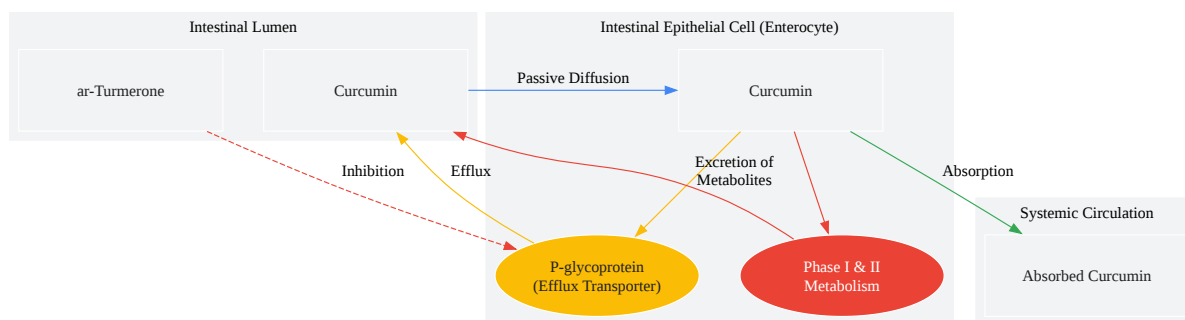 Intestinal Lumen
Intestinal Epithelial Cell (Enterocyte)
ar-Turmerone
Curcumin
Passive Diffusion
Curcumin
Inhibition
Efflux
Excretion of
Metabolites
Absorption
Systemic Circulation
P-glycoprotein
(Efflux Transporter)
Phase I & II
Metabolism
Absorbed Curcumin